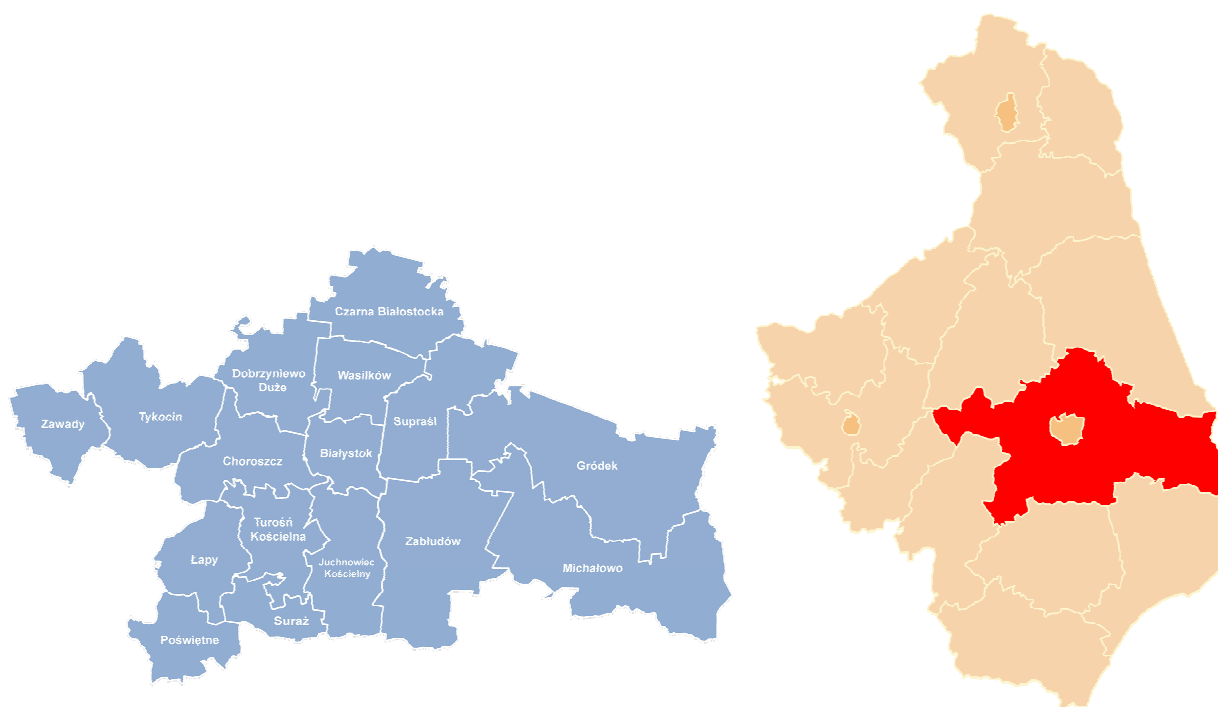 Czarna Białostocka
Dobrzyniewo
Duże
Wasilków
Zawady
Tykocin
Supraśl
Choroszcz
Białystok
Gródek
Turośń
Kościelna
Zabłudów
Łapy
Juchnowiec
Kościelny
Michałowo
Suraż
Poświętne